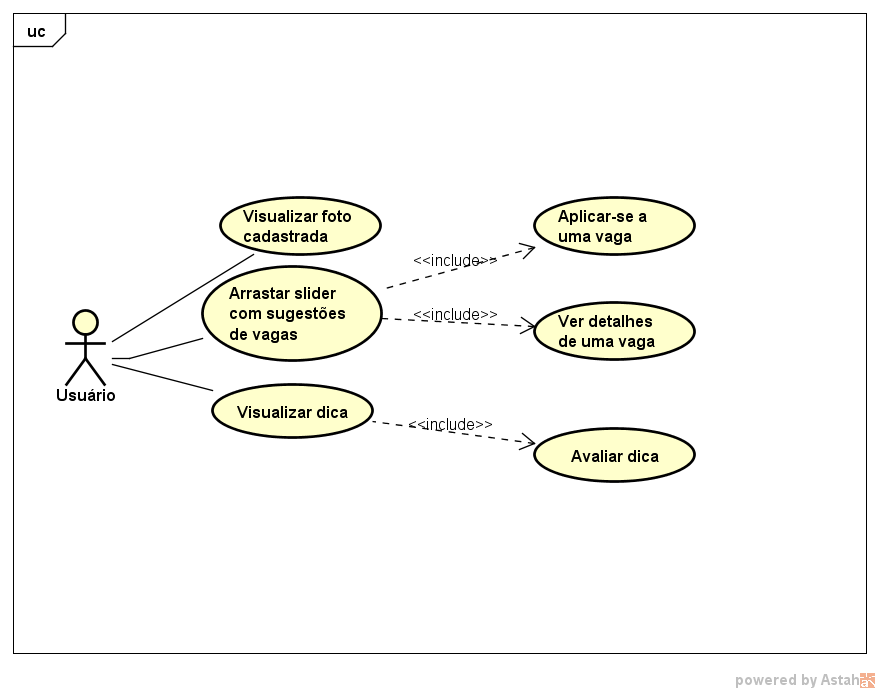 uc
Visualizar foto
cadastrada
Aplicar-se a
uma vaga
<<include>>
Arrastar slider
com sugestões
de vagas
<<include>>
Ver detalhes
de uma vaga
Usuário
Visualizar dica
<<include>>
Avaliar dica
powered by Astah